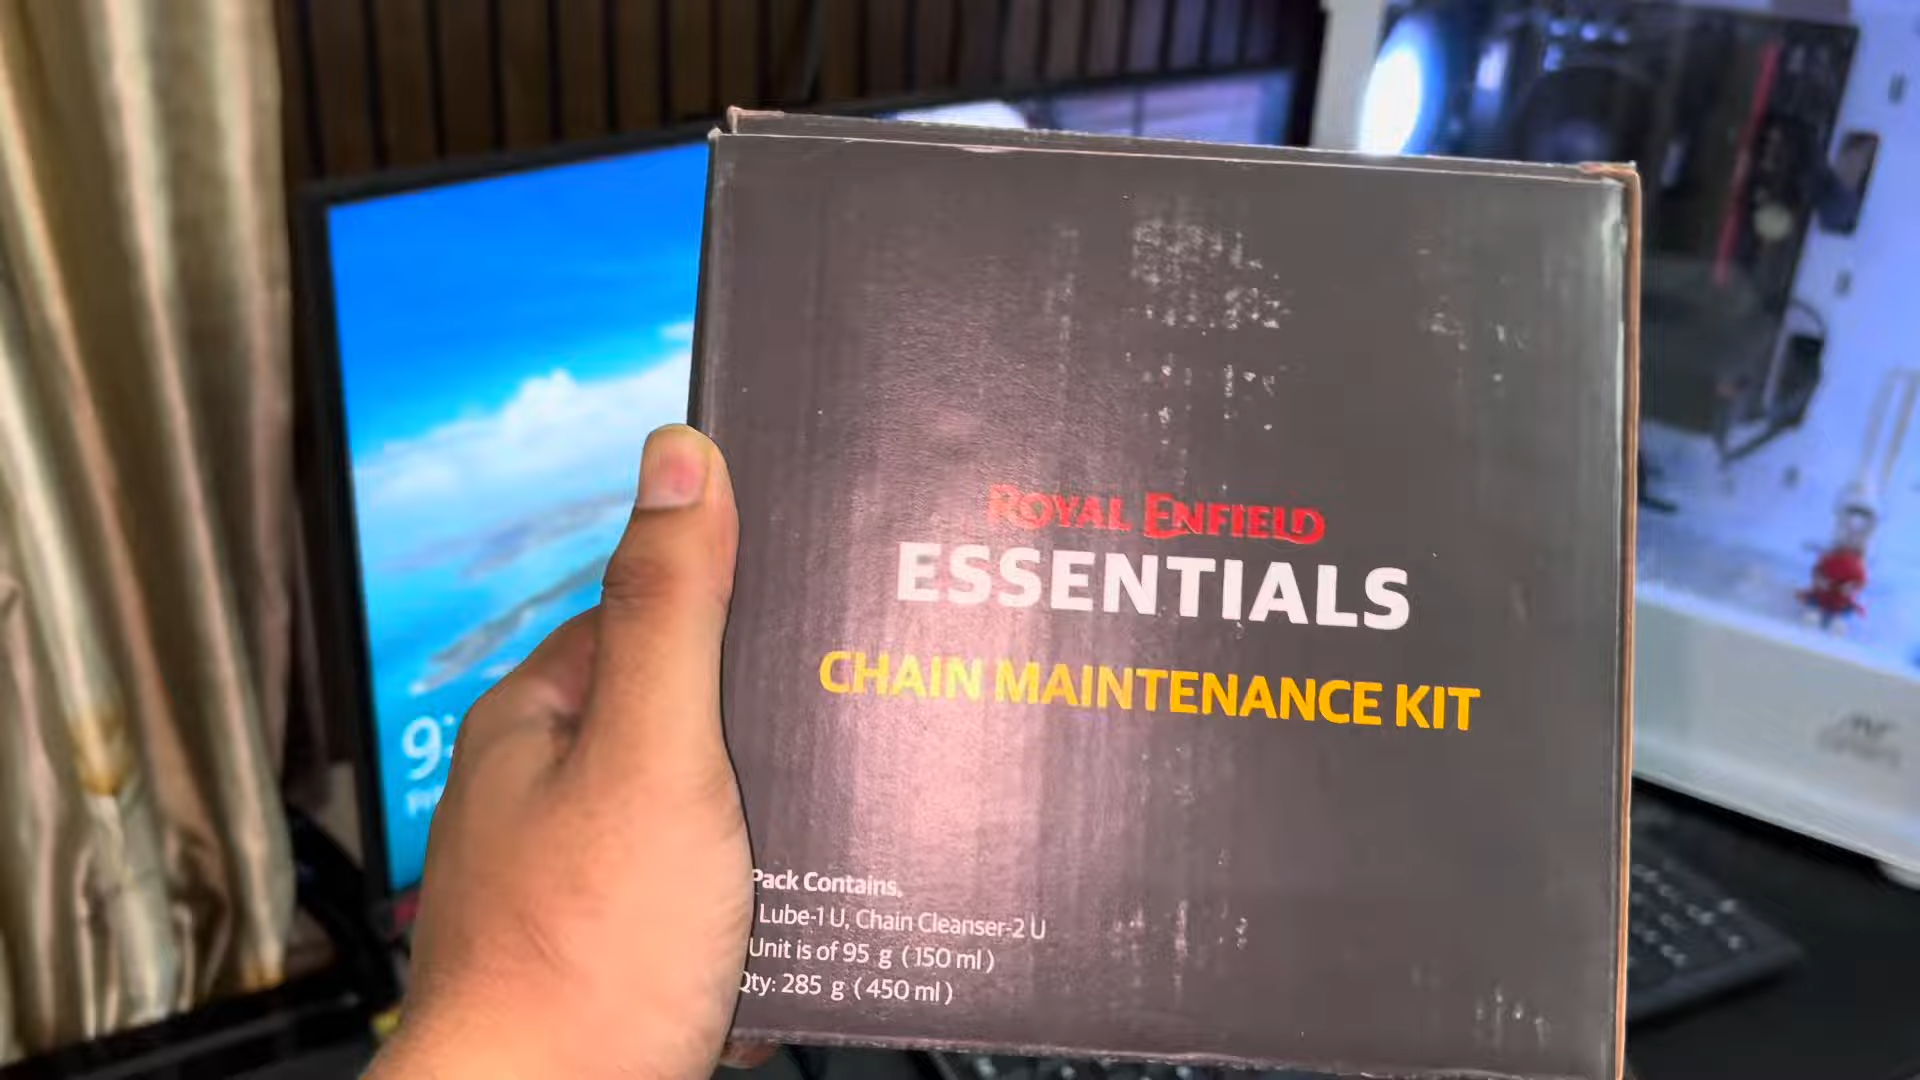 ROYAL ENFIELD
ESSENTIALS
CHAIN MAINTENANCE KIT
Pack Contains,
Lube-1 U, Chain Cleanser-2 U
Unit is of 95 g (150 ml)
Qty: 285 g (450 ml)
9: